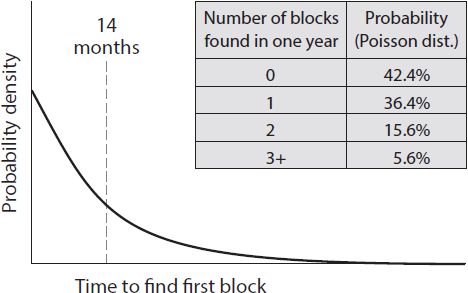 14
months
Number of blocks found in one year Probability (Poisson dist.)
0 42.4%
1 36.4%
2 15.6%
3+ 5.6%
Probability density
Time to find first block